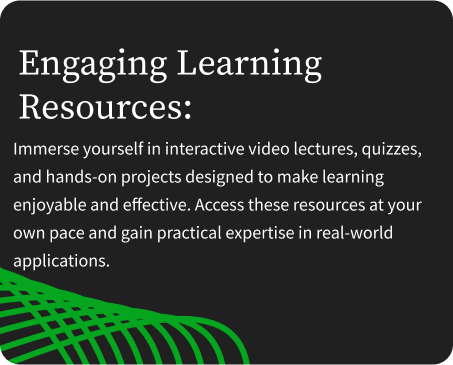 Engaging Learning
Resources:
Immerse yourself in interactive video lectures, quizzes,
and hands-on projects designed to make learning
enjoyable and effective. Access these resources at your
own pace and gain practical expertise in real-world
applications.